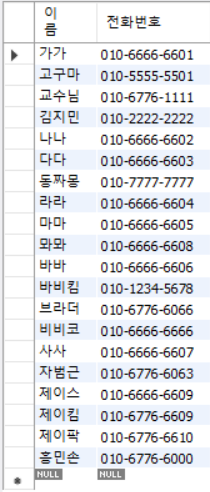 이름 전화번호
가가 010-6666-6601
고구마 010-5555-5501
교수님 010-6776-1111
김지민 010-2222-2222
나나 010-6666-6602
다다 010-6666-6603
동짜몽 010-7777-7777
라라 010-6666-6604
마마 010-6666-6605
뫄뫄 010-6666-6608
바바 010-6666-6606
바비킴 010-1234-5678
브라더 010-6776-6066
비비코 010-6666-6666
사사 010-6666-6607
자범근 010-6776-6063
제이스 010-6666-6609
제이킴 010-6776-6609
제이팍 010-6776-6610
홍민손 010-6776-6000
NULL NULL